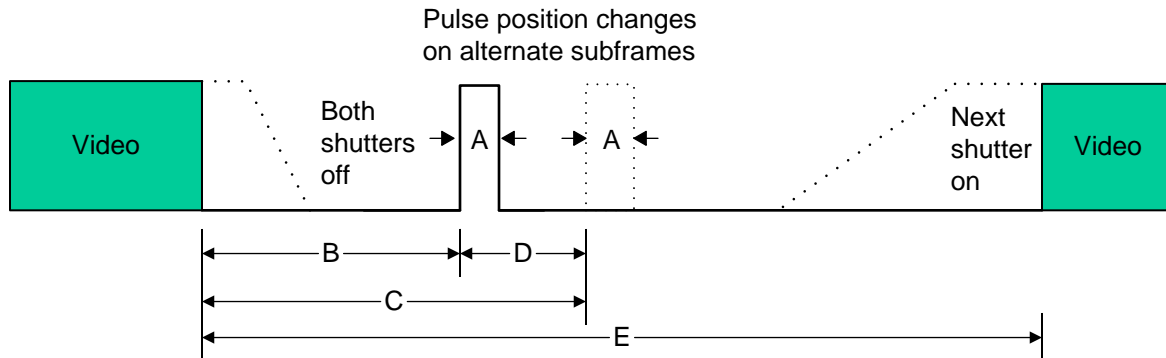 Pulse position changes
on alternate subframes
Video
Both
shutters
off
A
A
Next
shutter
on
Video
B
D
C
E